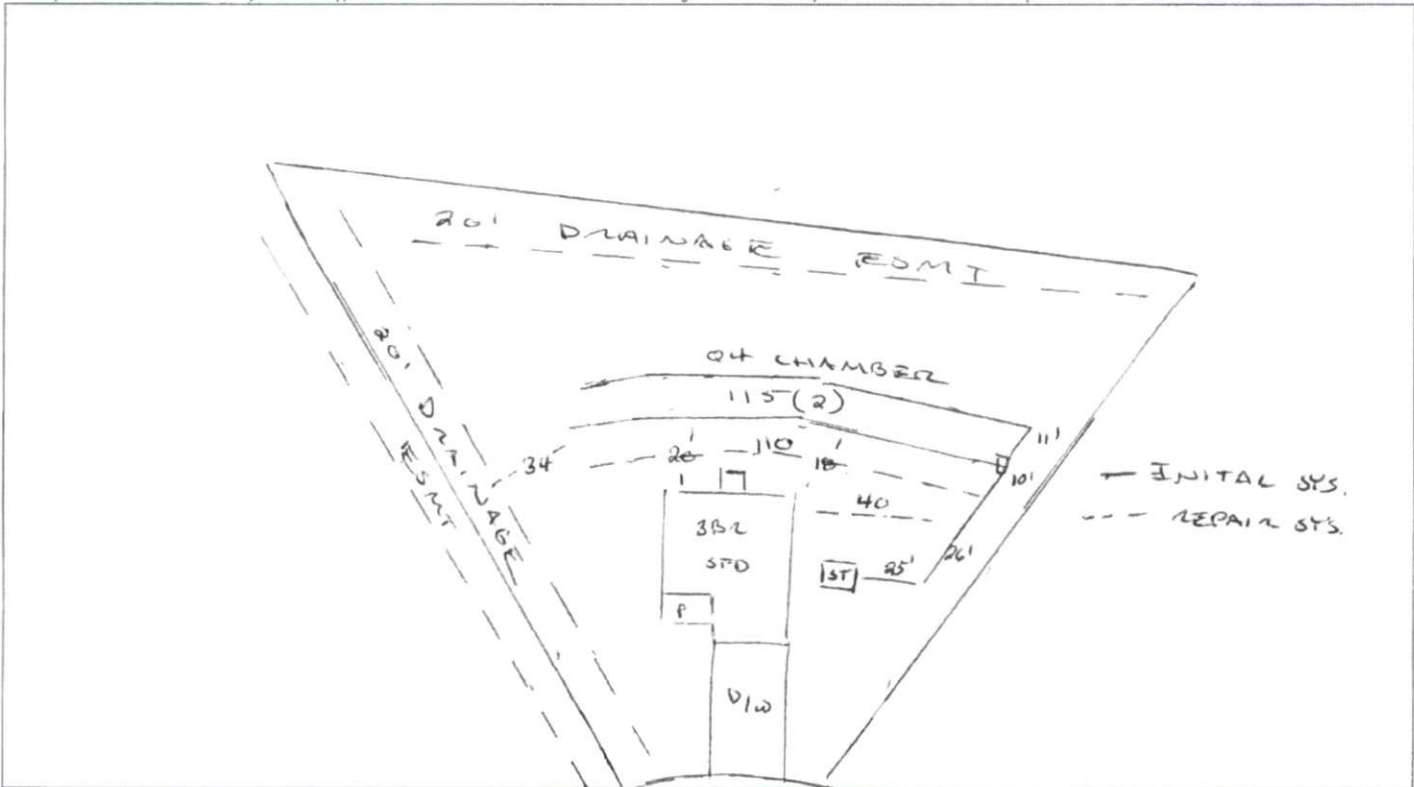 20' DRAINAGE ESMT
Q4 CHAMBER
115 (2)
11'
34
20'
110
18'
10'
— INITAL SYS.
40
--- REPAIR SYS.
20' DRAINAGE
ESMT
3BR
SFD
ST
25'
26'
P
D/W